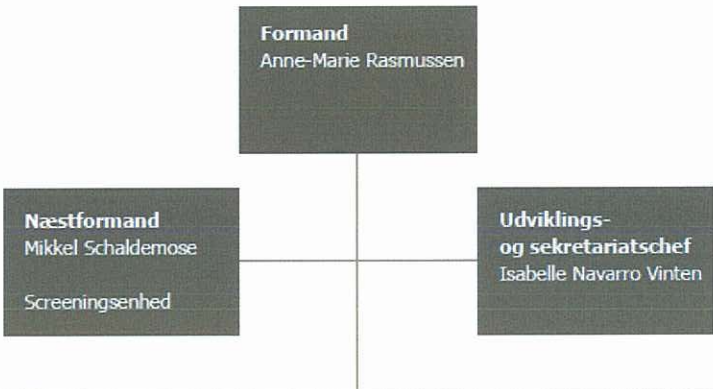 Formand
Anne-Marie Rasmussen
Næstformand
Mikkel Schaldemose
Screeningsenhed
Udviklings-
og sekretariatschef
Isabelle Navarro Vinten